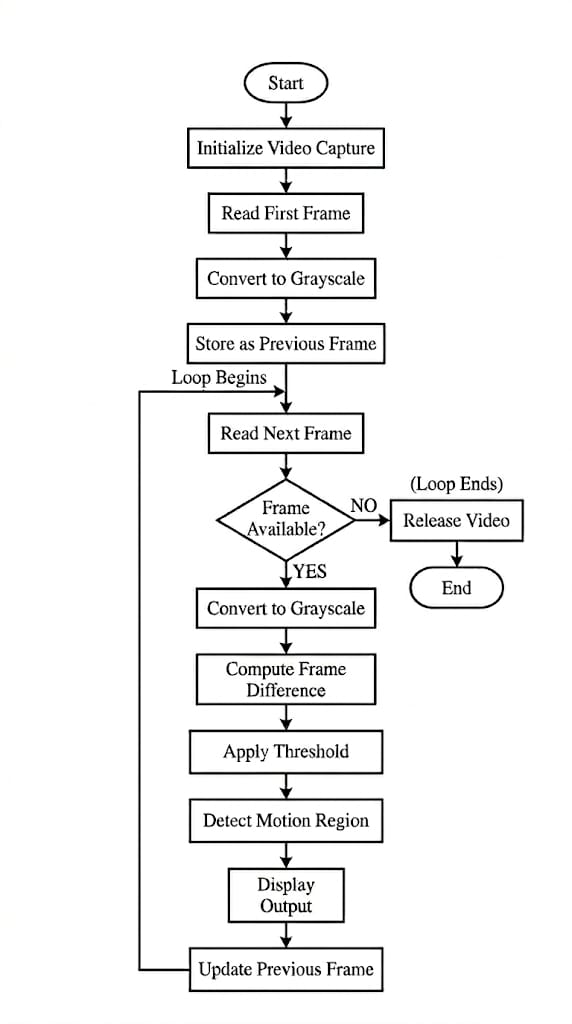 Start
Initialize Video Capture
Read First Frame
Convert to Grayscale
Store as Previous Frame
Loop Begins
Read Next Frame
Frame
Available?
NO
(Loop Ends)
Release Video
End
YES
Convert to Grayscale
Compute Frame
Difference
Apply Threshold
Detect Motion Region
Display
Output
Update Previous Frame